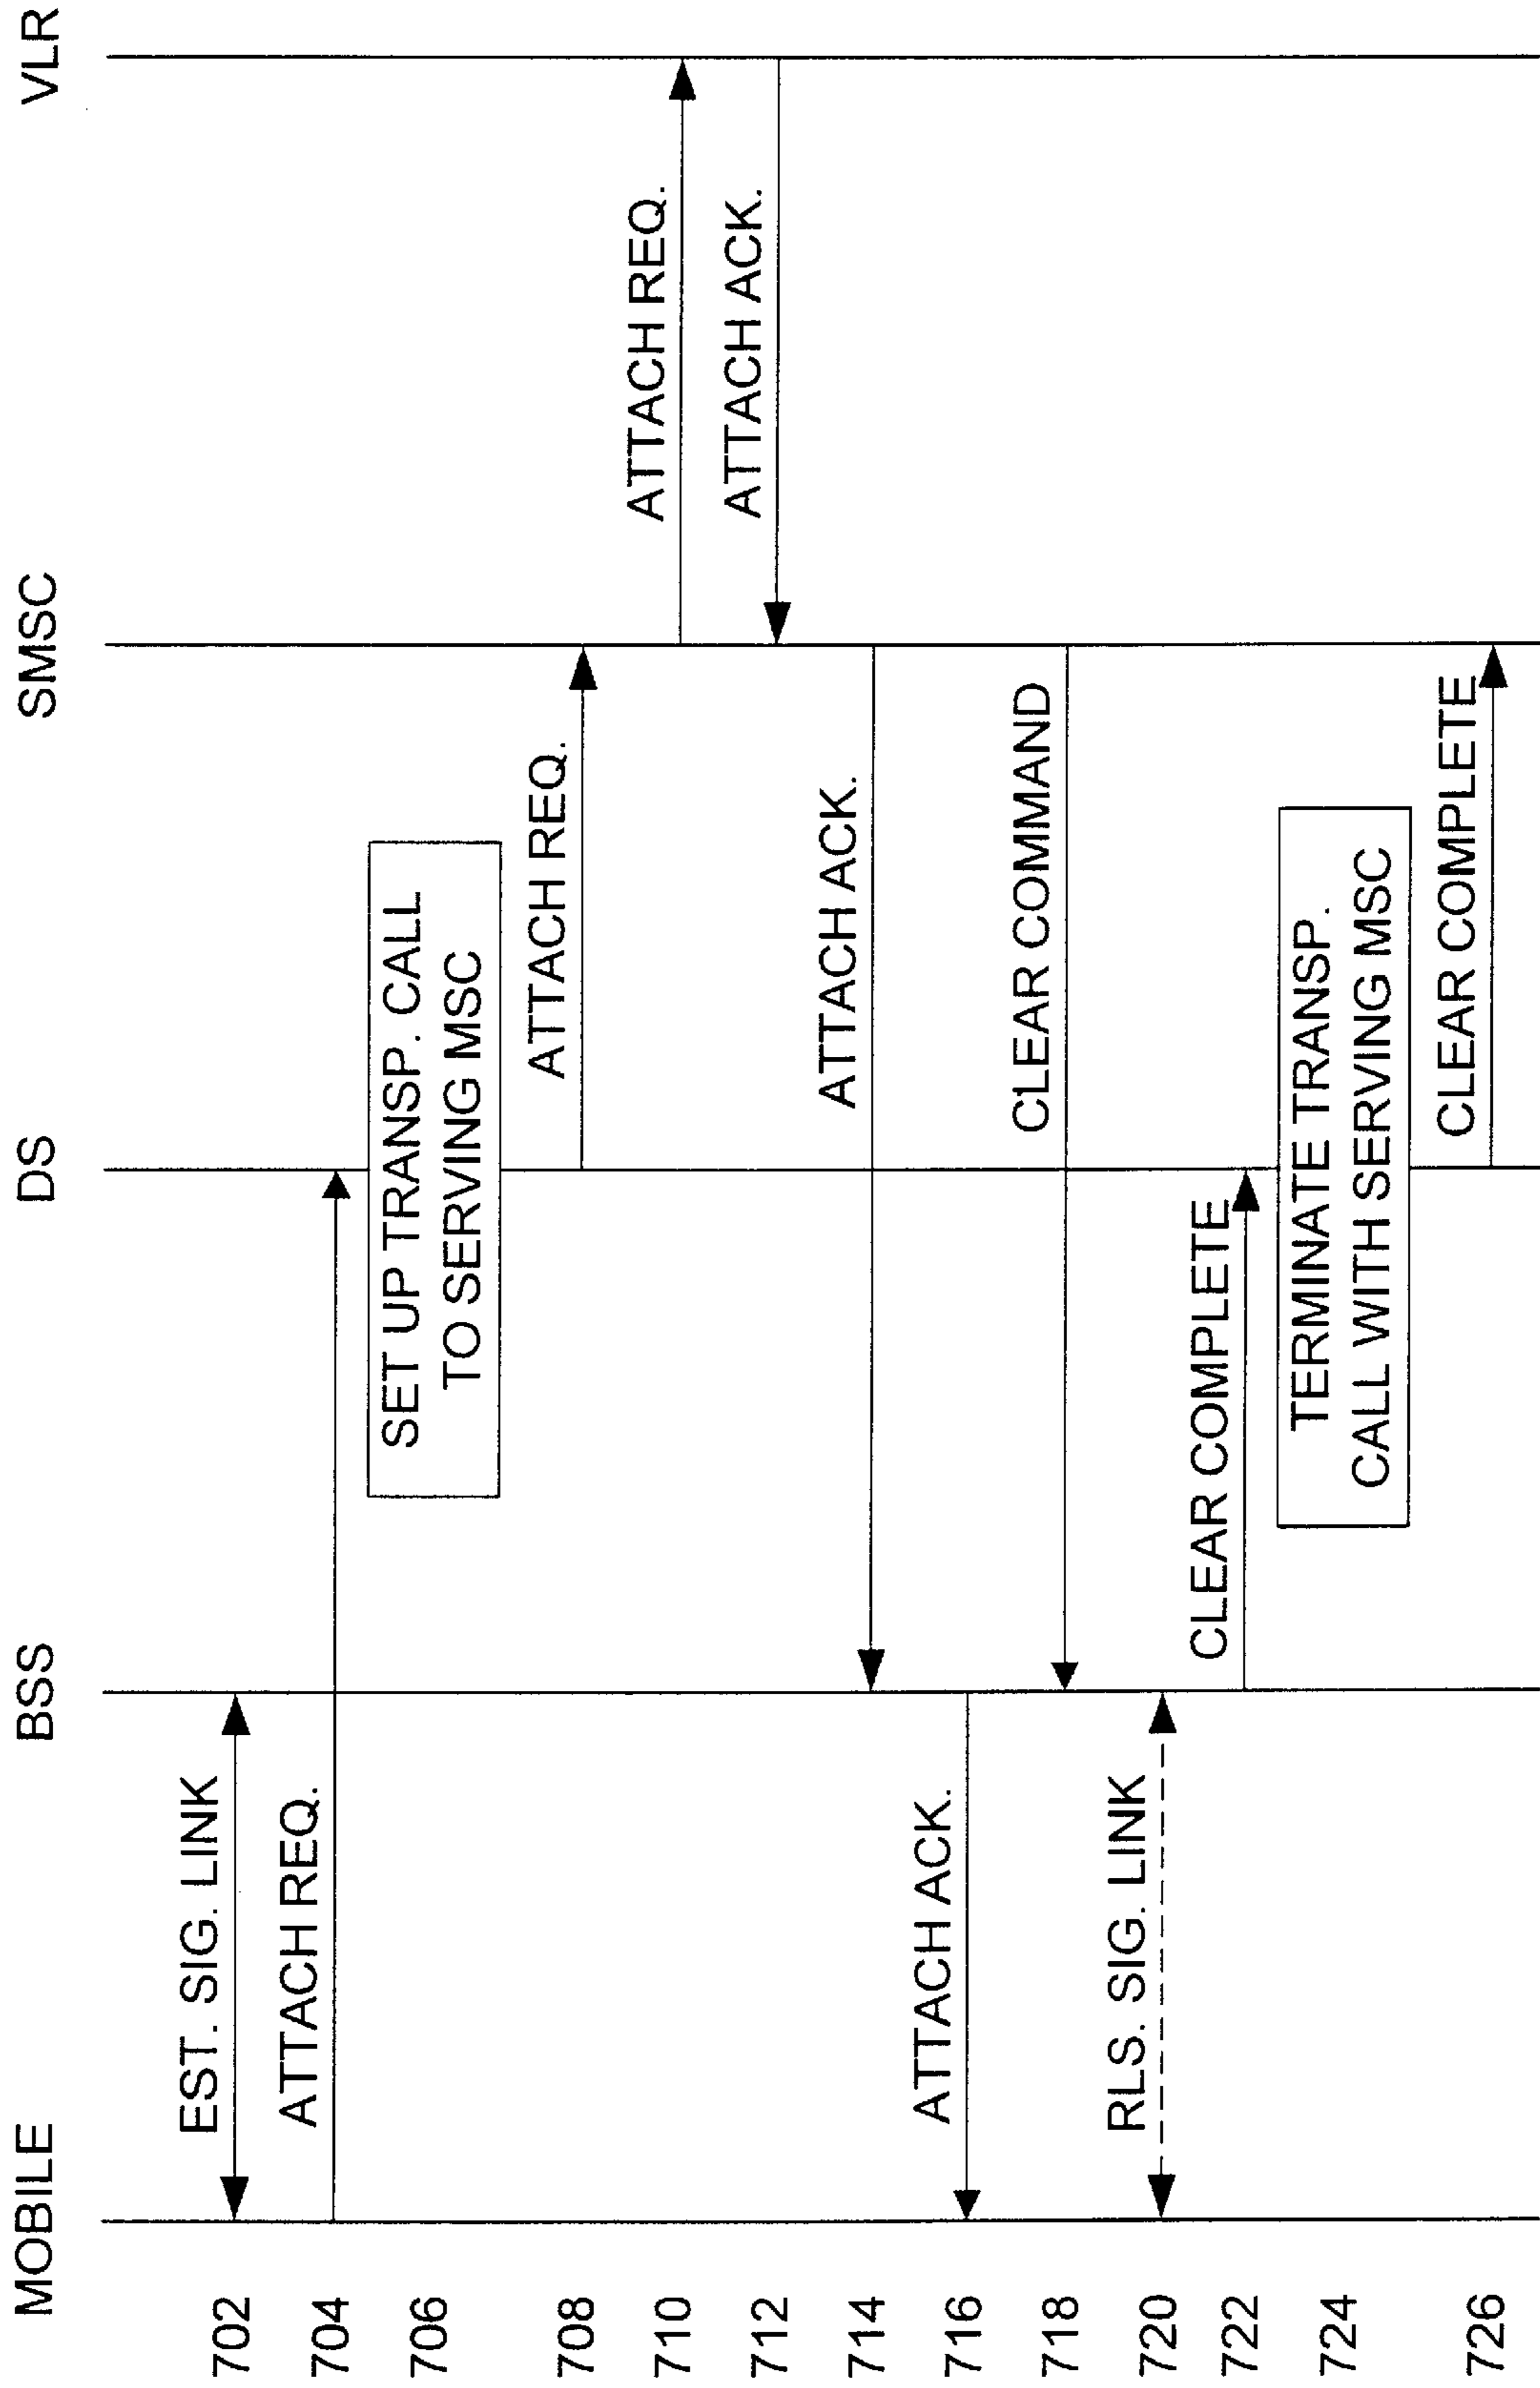 MOBILE
BSS
DS
SMSC
VLR
702
EST. SIG. LINK
704
ATTACH REQ.
706
SET UP TRANSP. CALL
TO SERVING MSC
708
ATTACH REQ.
710
ATTACH REQ.
712
ATTACH ACK.
714
ATTACH ACK.
716
ATTACH ACK.
718
CLEAR COMMAND
720
RLS. SIG. LINK
722
CLEAR COMPLETE
724
TERMINATE TRANSP.
CALL WITH SERVING MSC
726
CLEAR COMPLETE